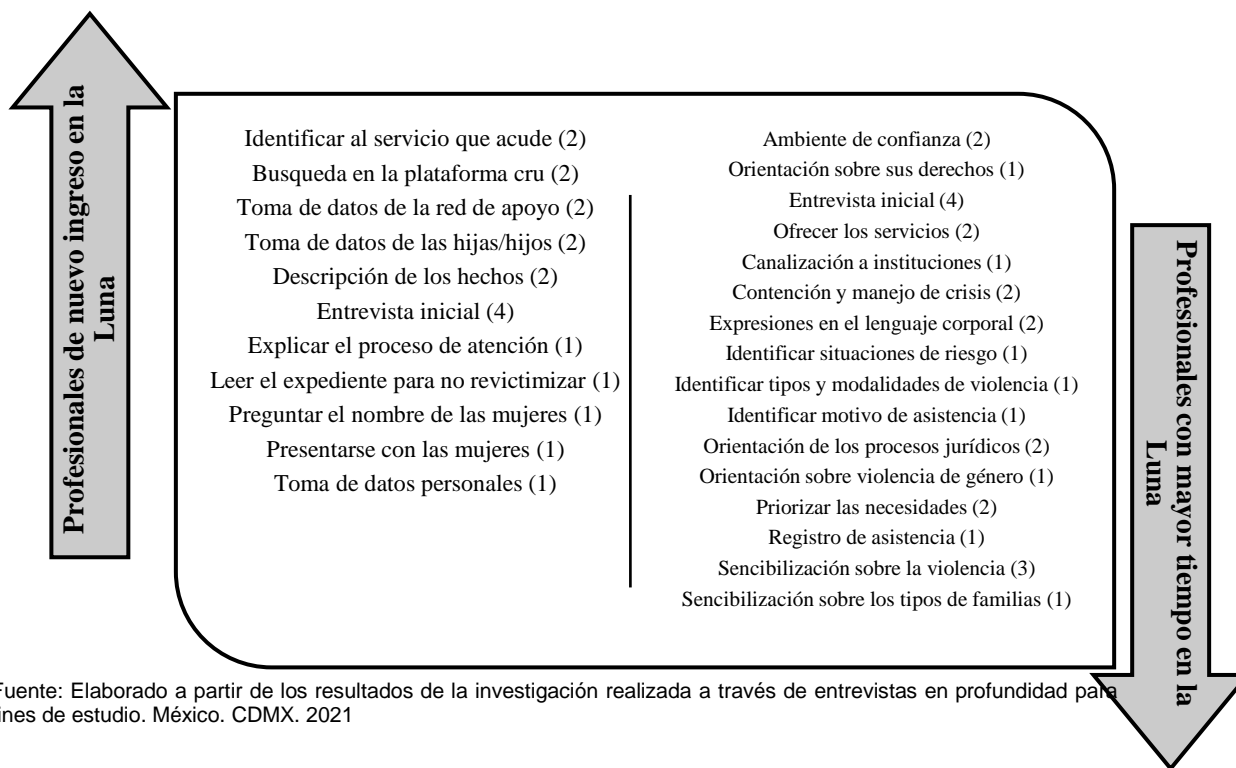 Profesionales de nuevo ingreso en la
Luna
Identificar al servicio que acude (2)
Busqueda en la plataforma cru (2)
Toma de datos de la red de apoyo (2)
Toma de datos de las hijas/hijos (2)
Descripción de los hechos (2)
Entrevista inicial (4)
Explicar el proceso de atención (1)
Leer el expediente para no revictimizar (1)
Preguntar el nombre de las mujeres (1)
Presentarse con las mujeres (1)
Toma de datos personales (1)
Ambiente de confianza (2)
Orientación sobre sus derechos (1)
Entrevista inicial (4)
Ofrecer los servicios (2)
Canalización a instituciones (1)
Contención y manejo de crisis (2)
Expresiones en el lenguaje corporal (2)
Identificar situaciones de riesgo (1)
Identificar tipos y modalidades de violencia (1)
Identificar motivo de asistencia (1)
Orientación de los procesos jurídicos (2)
Orientación sobre violencia de género (1)
Priorizar las necesidades (2)
Registro de asistencia (1)
Sencibilización sobre la violencia (3)
Sencibilización sobre los tipos de familias (1)
Profesionales con mayor tiempo en la
Luna
Fuente: Elaborado a partir de los resultados de la investigación realizada a través de entrevistas en profundidad para
ines de estudio. México. CDMX. 2021